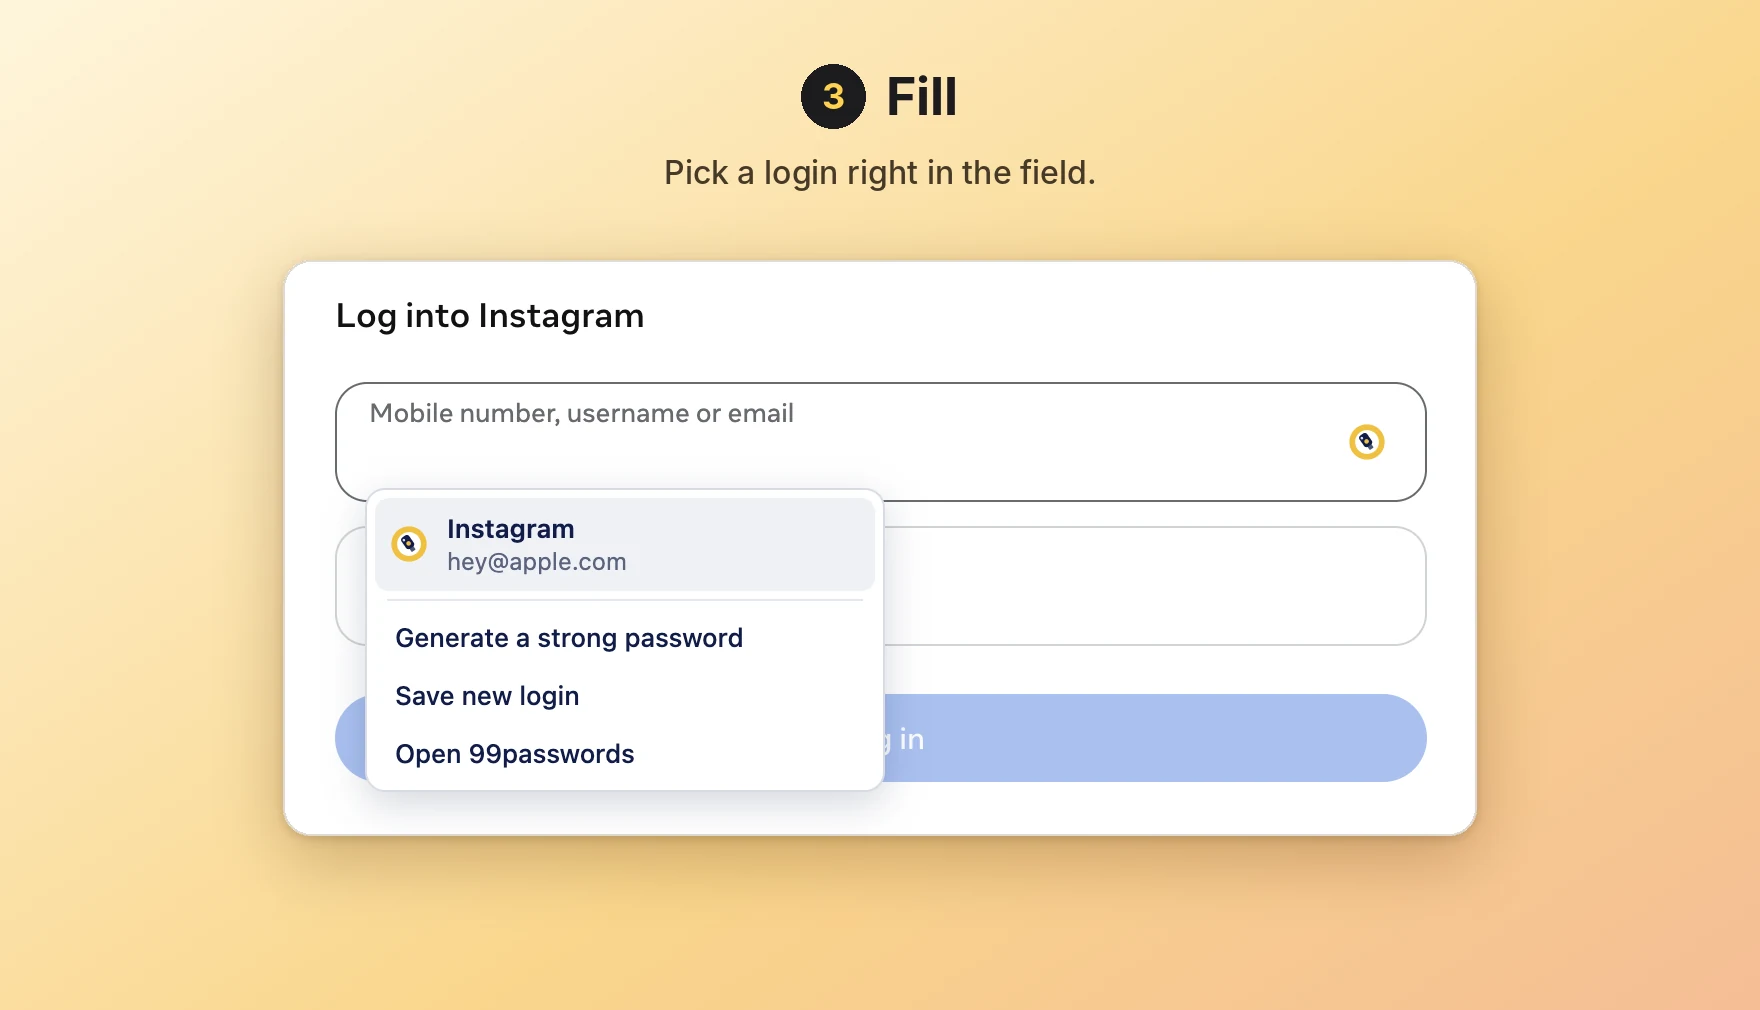 3 Fill
Pick a login right in the field.
Log into Instagram
Mobile number, username or email
Instagram
hey@apple.com
Generate a strong password
Save new login
Open 99passwords
in